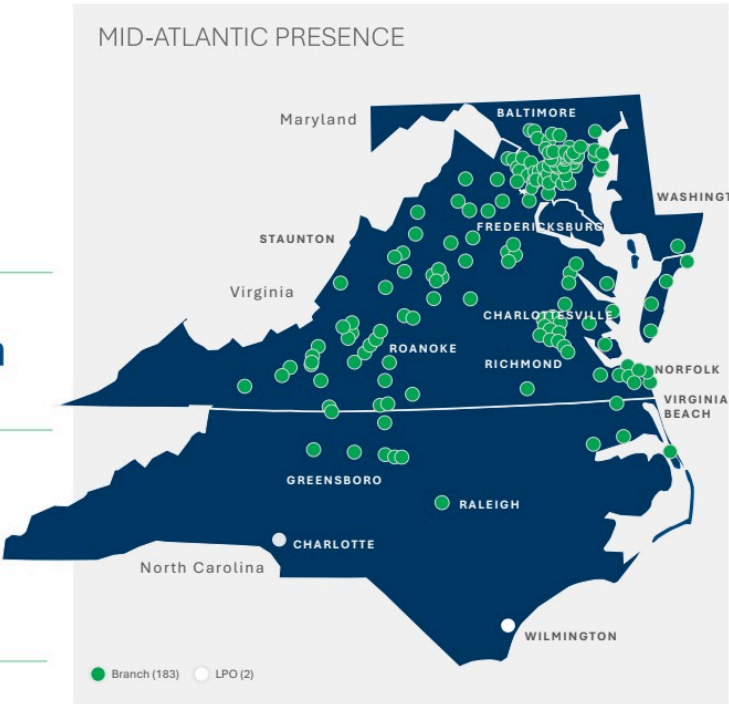 MID-ATLANTIC PRESENCE
BALTIMORE
Maryland
WASHINGT
FREDERICKSBURG
STAUNTON
Virginia
CHARLOTTESVILLE
ROANOKE
RICHMOND
NORFOLK
VIRGINIA
BEACH
GREENSBORO
RALEIGH
CHARLOTTE
North Carolina
WILMINGTON
Branch (183) LPO (2)